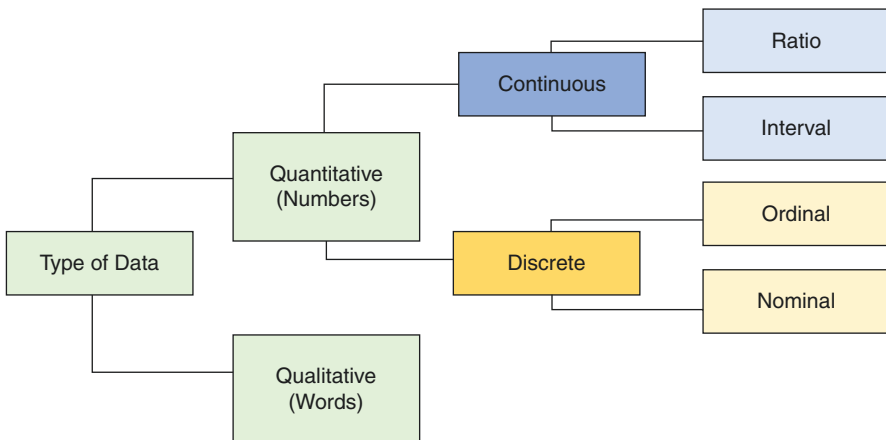 Ratio
Continuous
Interval
Quantitative
(Numbers)
Ordinal
Type of Data
Discrete
Nominal
Qualitative
(Words)